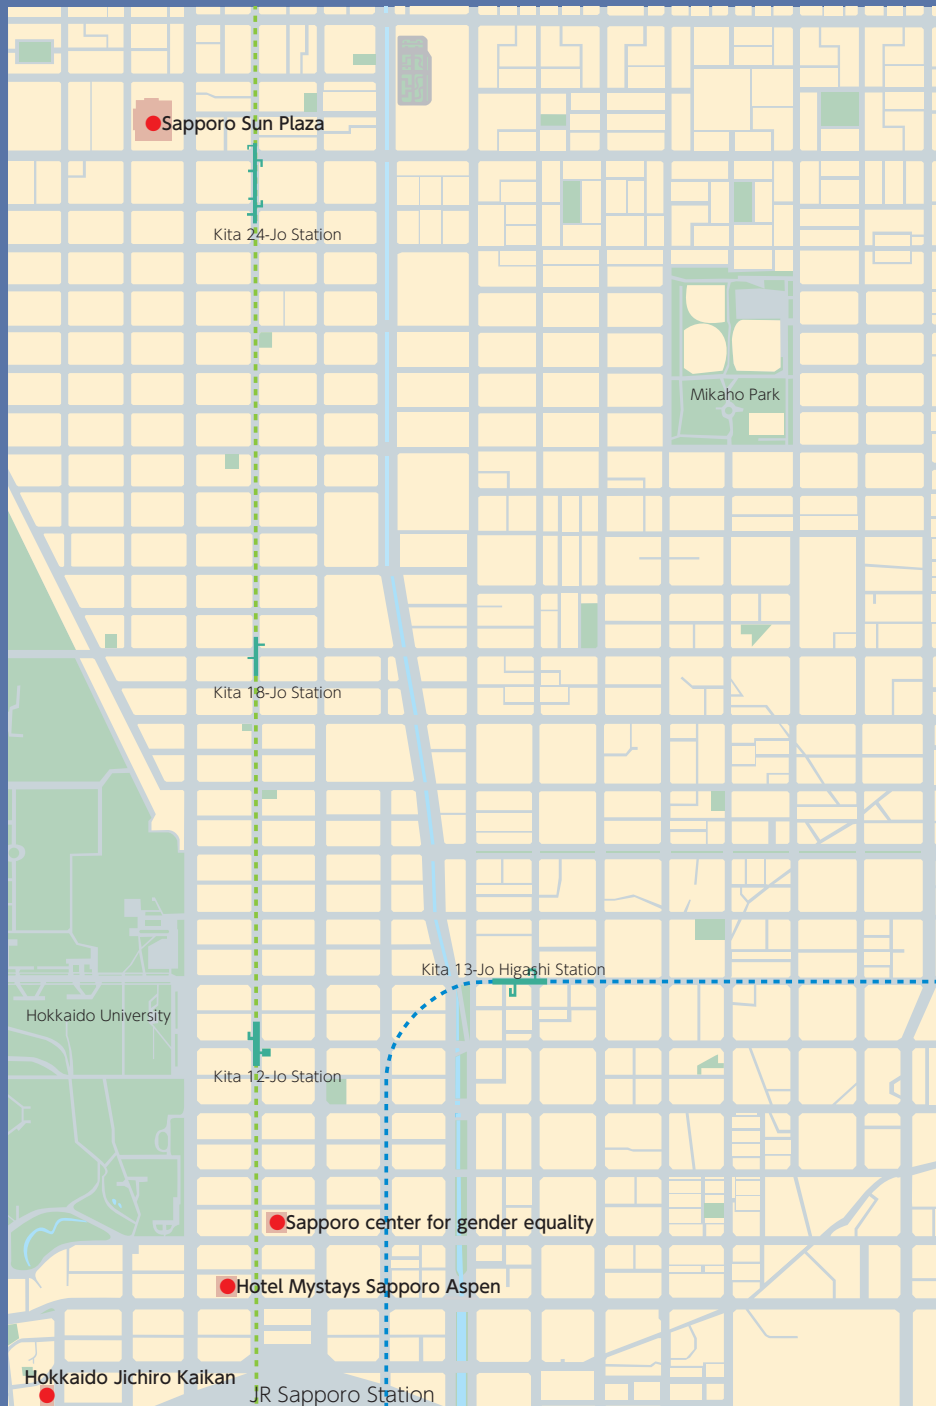 Sapporo Sun Plaza
Kita 24-Jo Station
Mikaho Park
Kita 18-Jo Station
Kita 13-Jo Higashi Station
Hokkaido University
Kita 12-Jo Station
Sapporo center for gender equality
Hotel Mystays Sapporo Aspen
Hokkaido Jichiro Kaikan
JR Sapporo Station